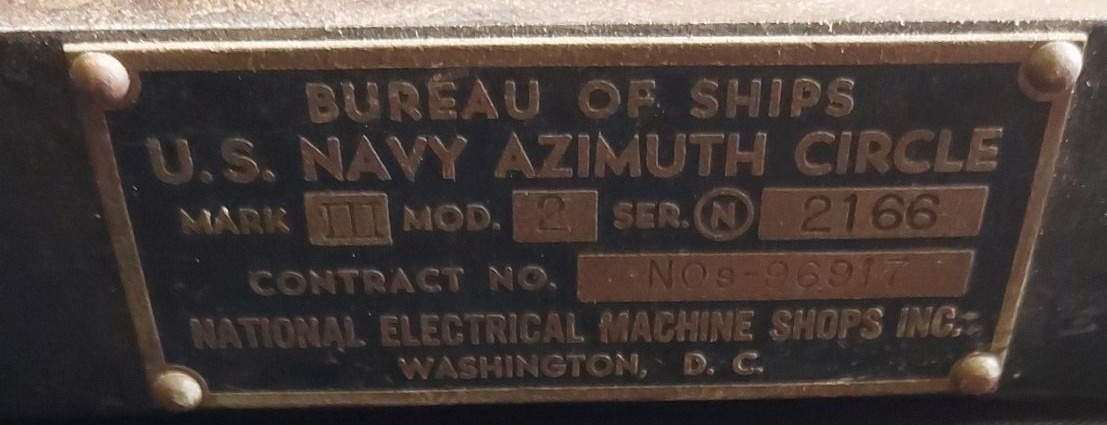 BUREAU OF SHIPS
U.S. NAVY AZIMUTH CIRCLE
MARK III MOD. 2 SER. N 2166
CONTRACT NO. NOs-96917
NATIONAL ELECTRICAL MACHINE SHOPS INC.
WASHINGTON, D. C.